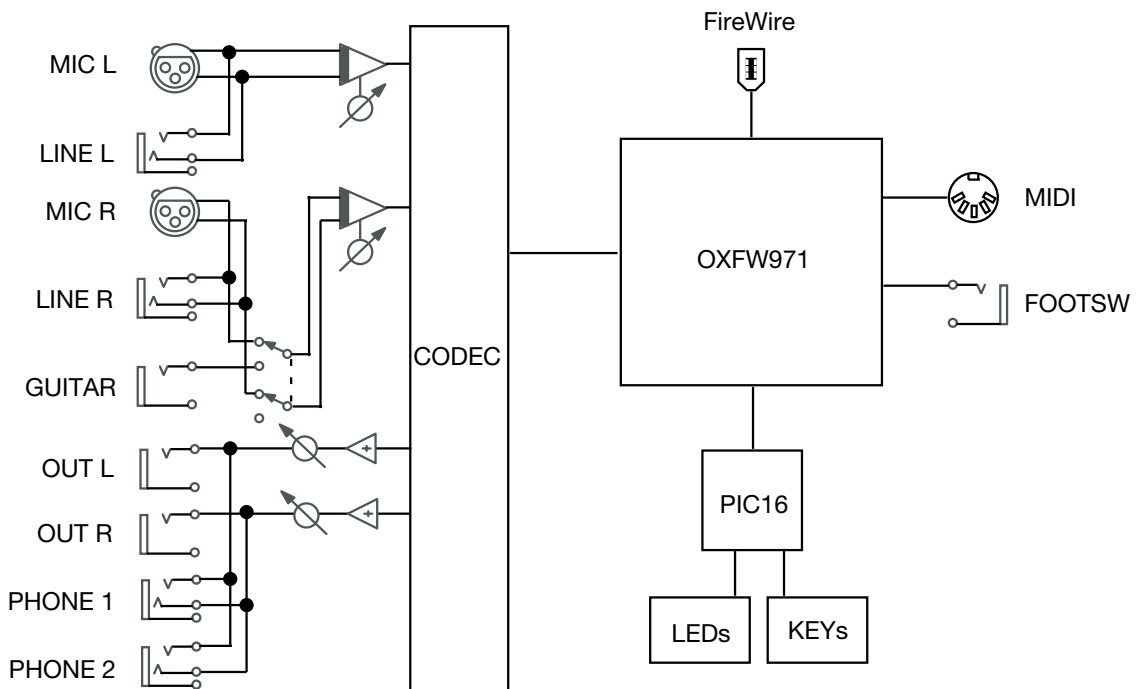 FireWire
MIC L
LINE L
MIC R
MIDI
OXFW971
LINE R
FOOTSW
CODEC
GUITAR
OUT L
PIC16
OUT R
PHONE 1
LEDs
KEYs
PHONE 2